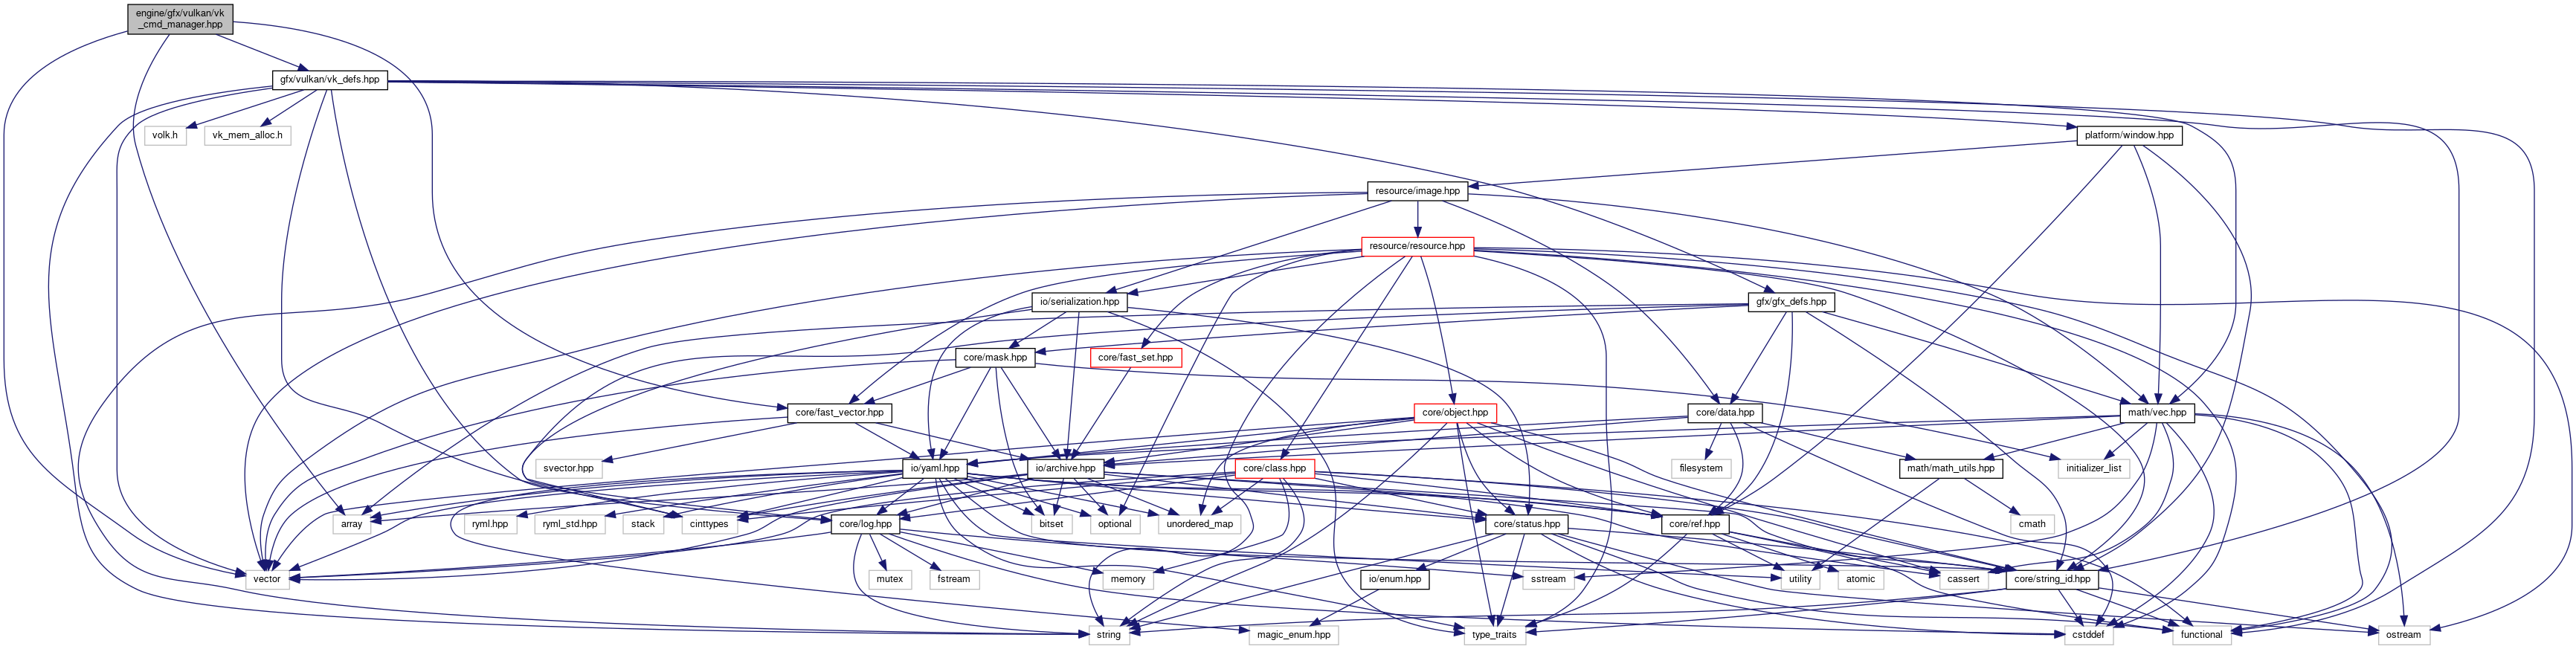 engine/gfx/vulkan/vk
_cmd_manager.hpp
gfx/vulkan/vk_defs.hpp
volk.h
vk_mem_alloc.h
platform/window.hpp
resource/image.hpp
resource/resource.hpp
io/serialization.hpp
gfx/gfx_defs.hpp
core/mask.hpp
core/fast_set.hpp
core/fast_vector.hpp
core/object.hpp
core/data.hpp
math/vec.hpp
svector.hpp
io/yaml.hpp
io/archive.hpp
core/class.hpp
filesystem
math/math_utils.hpp
initializer_list
array
ryml.hpp
ryml_std.hpp
stack
cinttypes
core/log.hpp
bitset
optional
unordered_map
core/status.hpp
core/ref.hpp
cmath
vector
mutex
fstream
memory
io/enum.hpp
sstream
utility
atomic
cassert
core/string_id.hpp
string
magic_enum.hpp
type_traits
cstddef
functional
ostream